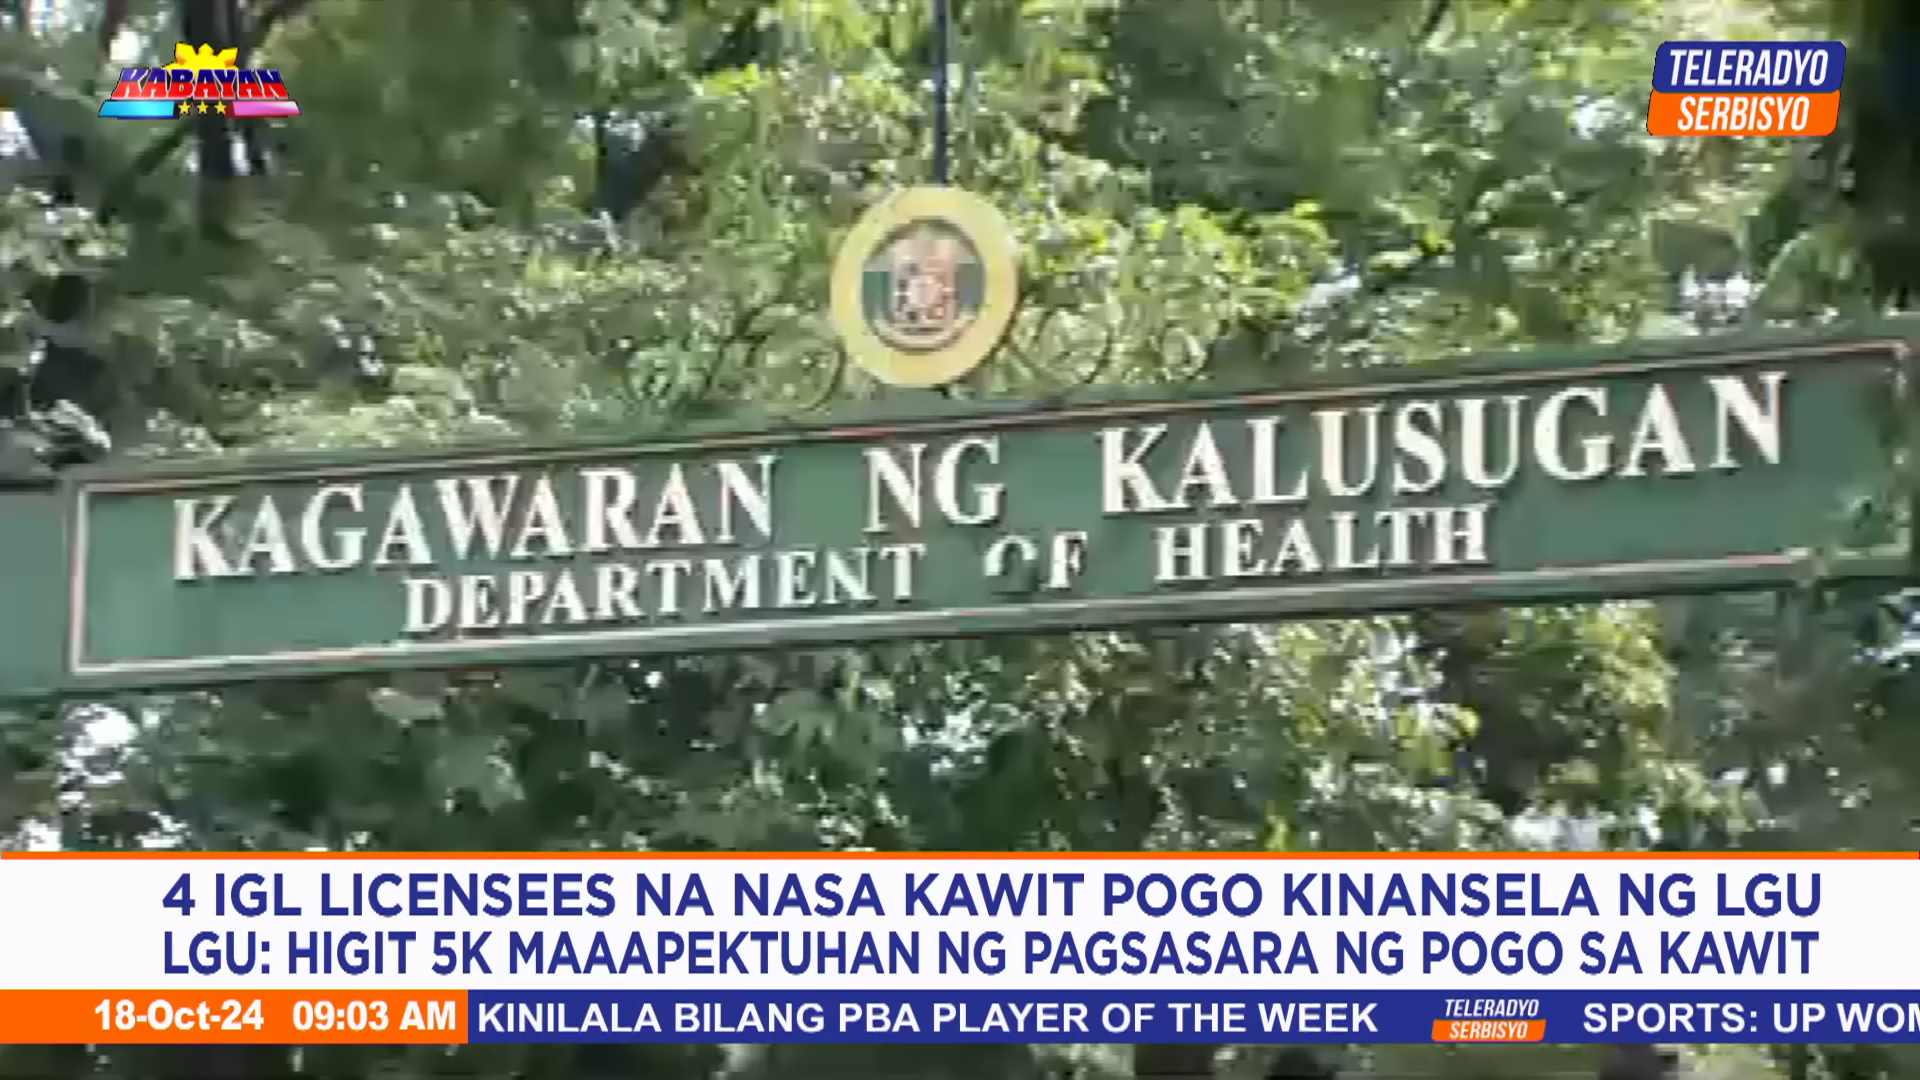 KABAYAN
TELERADYO
SERBISYO
KAGAWARAN NG KALUSUGAN
DEPARTMENT OF HEALTH
4 IGL LICENSEES NA NASA KAWIT POGO KINANSELA NG LGU
LGU: HIGIT 5K MAAAPEKTUHAN NG PAGSASARA NG POGO SA KAWIT
18-Oct-24 09:03 AM KINILALA BILANG PBA PLAYER OF THE WEEK TELERADYO SERBISYO SPORTS: UP WOM